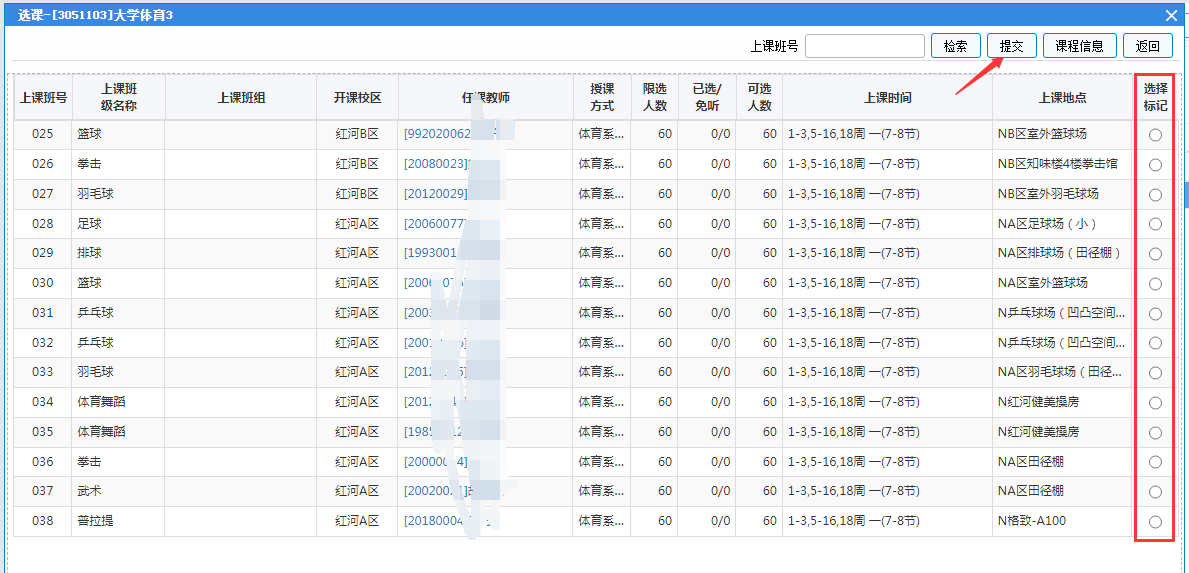 选课-[3051103]大学体育3
上课班号 检索 提交 课程信息 返回
上课班号 上课班级名称 上课班组 开课校区 任课教师 授课方式 限选人数 已选/免听 可选人数 上课时间 上课地点 选择标记
025 篮球 红河B区 [992020062 体育系... 60 0/0 60 1-3,5-16,18周 一(7-8节) NB区室外篮球场
026 拳击 红河B区 [20080023] 体育系... 60 0/0 60 1-3,5-16,18周 一(7-8节) NB区知味楼4楼拳击馆
027 羽毛球 红河B区 [20120029] 体育系... 60 0/0 60 1-3,5-16,18周 一(7-8节) NB区室外羽毛球场
028 足球 红河A区 [20060077 体育系... 60 0/0 60 1-3,5-16,18周 一(7-8节) NA区足球场（小）
029 排球 红河A区 [1993001 体育系... 60 0/0 60 1-3,5-16,18周 一(7-8节) NA区排球场（田径棚）
030 篮球 红河A区 [200 体育系... 60 0/0 60 1-3,5-16,18周 一(7-8节) NA区室外篮球场
031 乒乓球 红河A区 [200 体育系... 60 0/0 60 1-3,5-16,18周 一(7-8节) N乒乓球场（凹凸空间...
032 乒乓球 红河A区 [200 体育系... 60 0/0 60 1-3,5-16,18周 一(7-8节) N乒乓球场（凹凸空间...
033 羽毛球 红河A区 [201 体育系... 60 0/0 60 1-3,5-16,18周 一(7-8节) NA区羽毛球场（田径...
034 体育舞蹈 红河A区 [201 体育系... 60 0/0 60 1-3,5-16,18周 一(7-8节) N红河健美操房
035 体育舞蹈 红河A区 [1985 体育系... 60 0/0 60 1-3,5-16,18周 一(7-8节) N红河健美操房
036 拳击 红河A区 [20000 体育系... 60 0/0 60 1-3,5-16,18周 一(7-8节) NA区田径棚
037 武术 红河A区 [20020 体育系... 60 0/0 60 1-3,5-16,18周 一(7-8节) NA区田径棚
038 普拉提 红河A区 [2018000 体育系... 60 0/0 60 1-3,5-16,18周 一(7-8节) N格致-A100